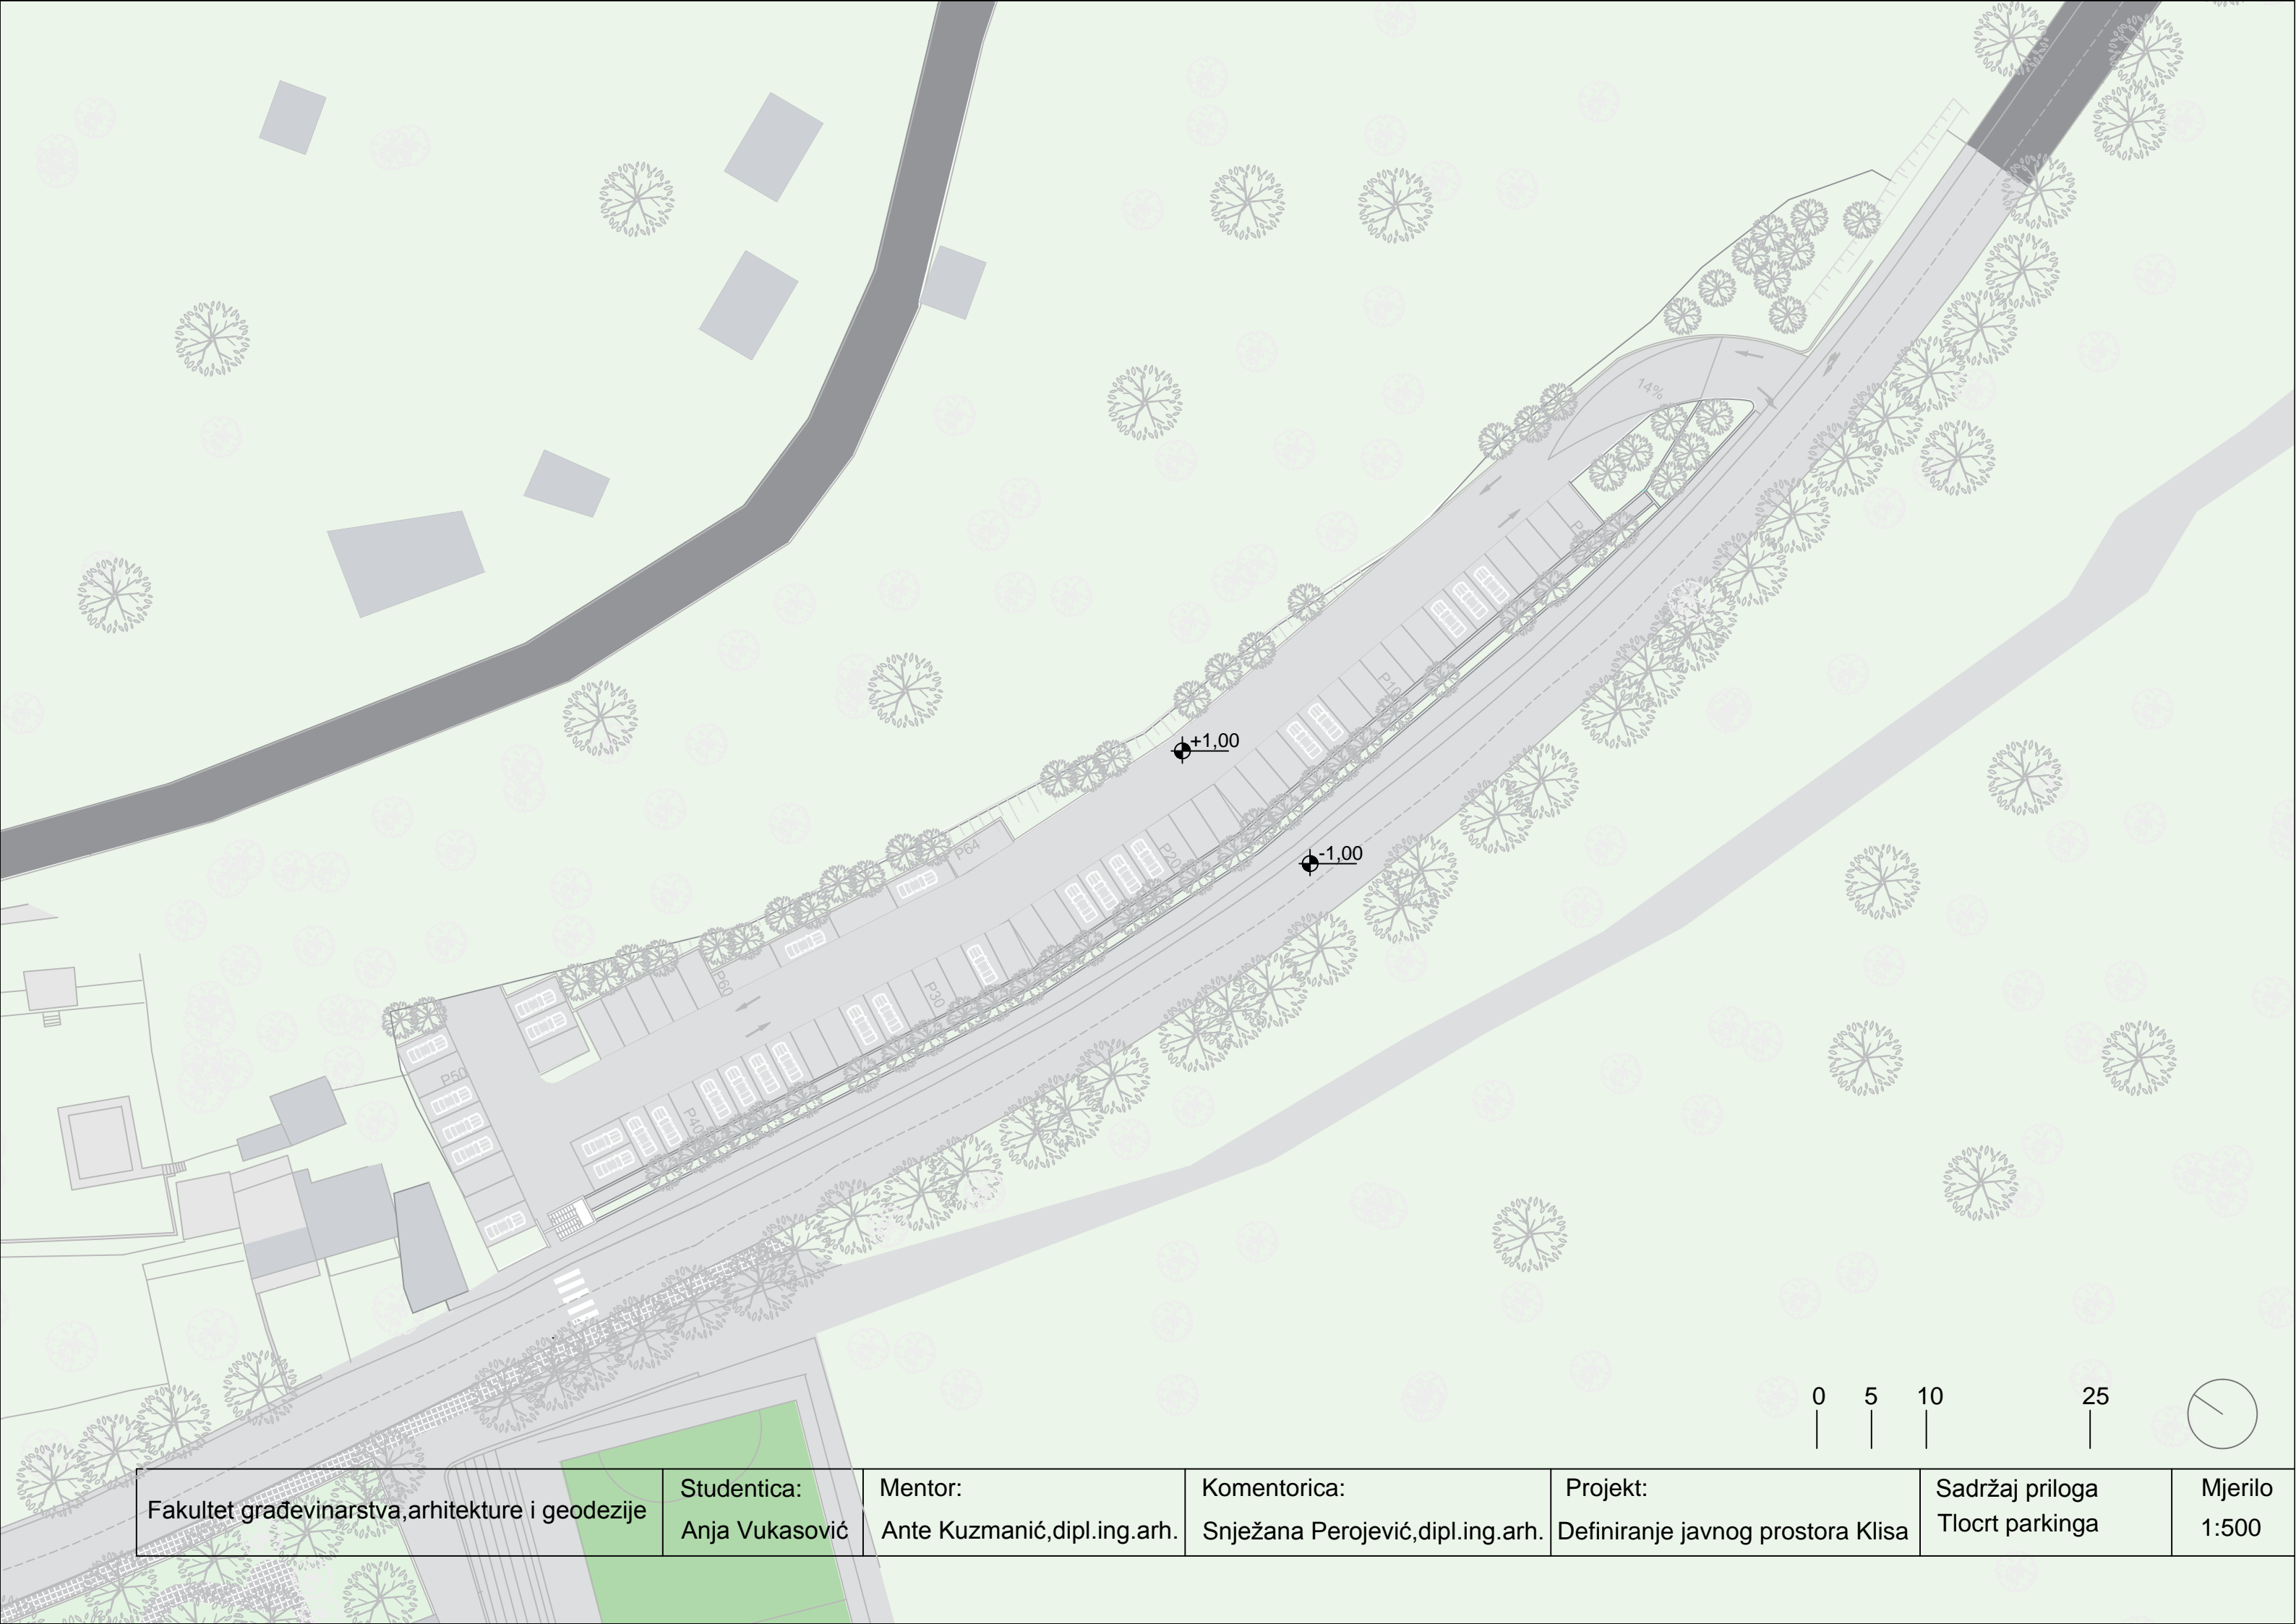 14%
P1
P10
+1,00
-1,00
P64
P20
P60
P30
P50
P40
0 5 10 25
Fakultet građevinarstva,arhitekture i geodezije
Studentica:
Anja Vukasović
Mentor:
Ante Kuzmanić,dipl.ing.arh.
Komentorica:
Snježana Perojević,dipl.ing.arh.
Projekt:
Definiranje javnog prostora Klisa
Sadržaj priloga
Tlocrt parkinga
Mjerilo
1:500